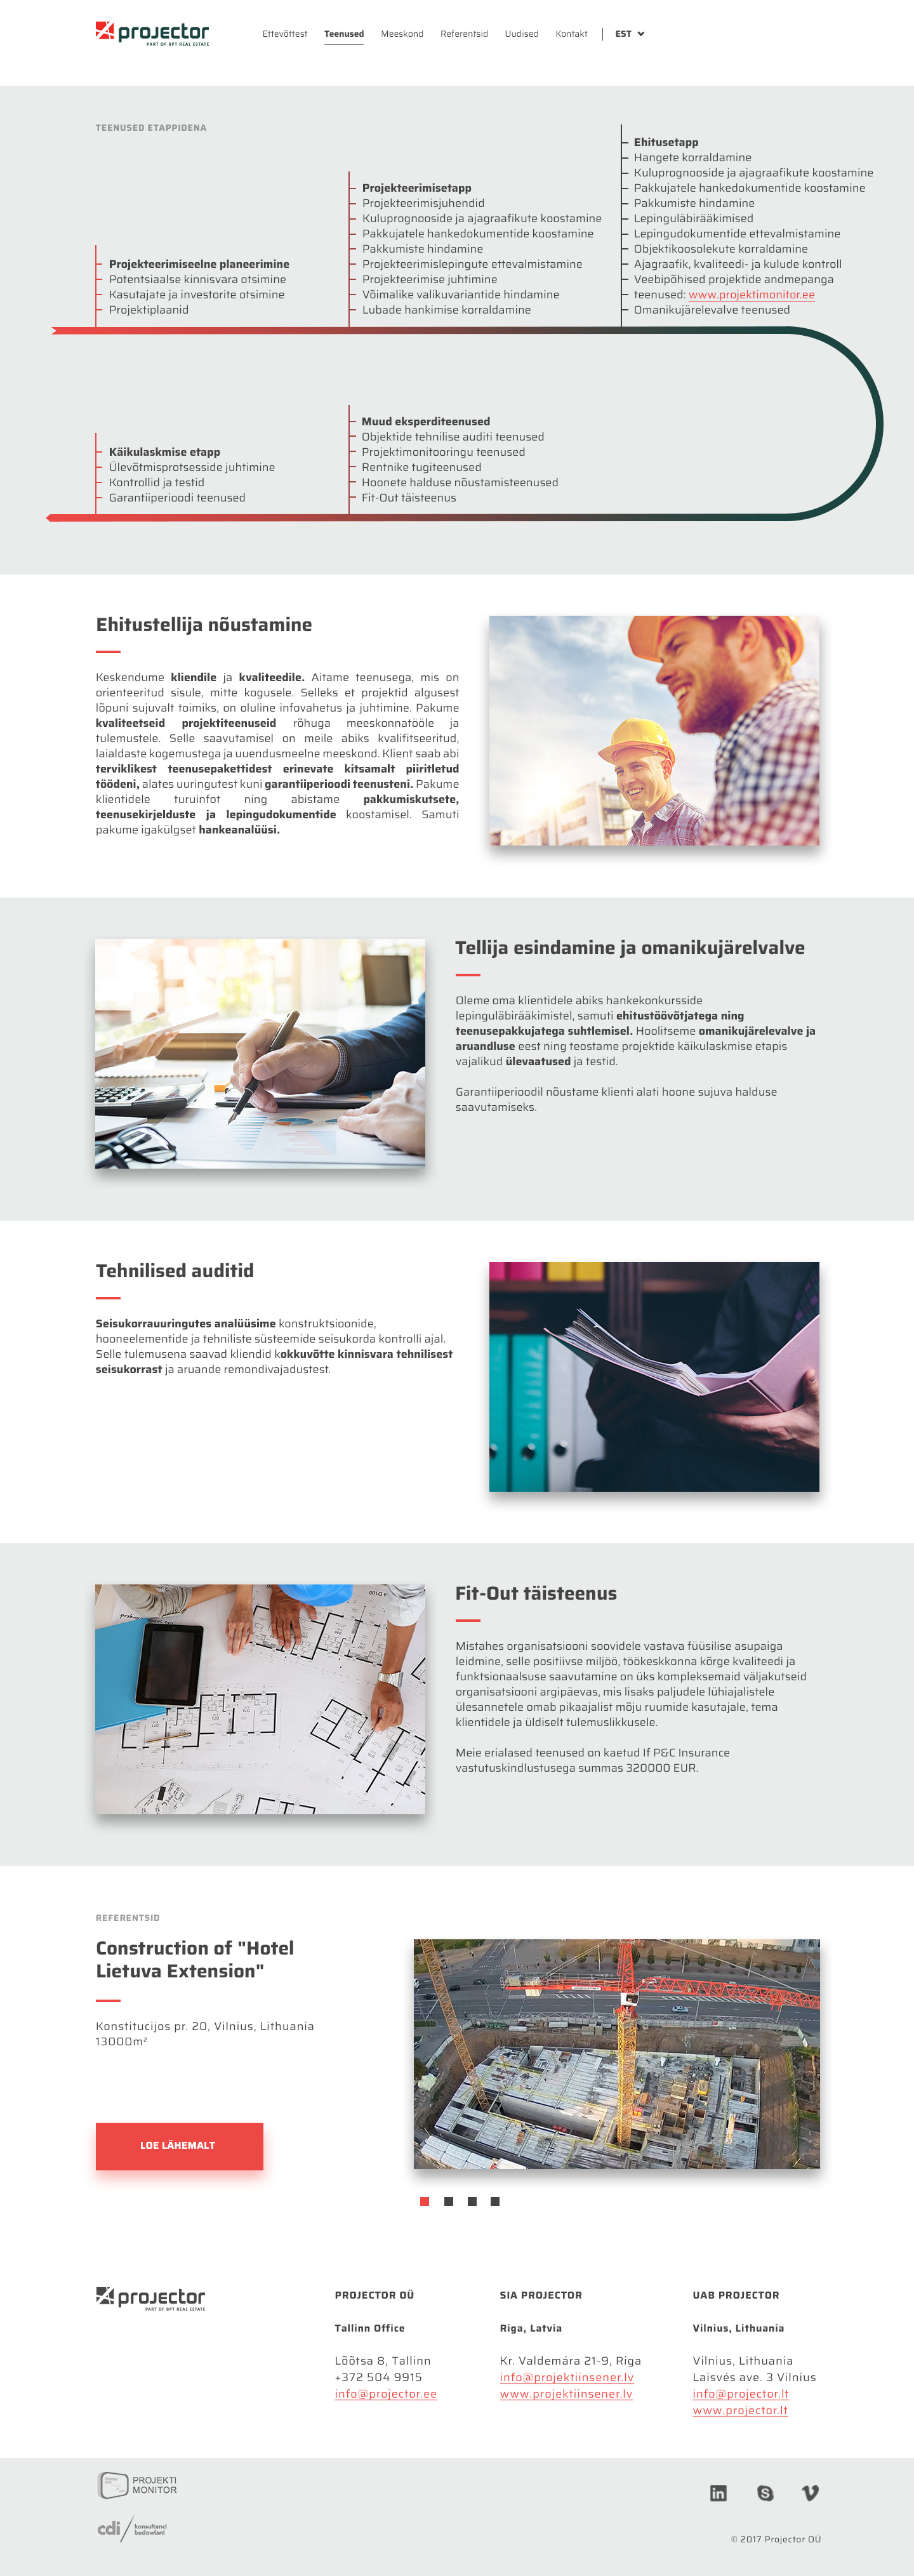 projector
PART OF BPT REAL ESTATE
Ettevõttest Teenused Meeskond Referentsid Uudised Kontakt EST
TEENUSED ETAPPIDENA
Projekteerimiseelne planeerimine
Potentsiaalse kinnisvara otsimine
Kasutajate ja investorite otsimine
Projektiplaanid
Projekteerimisetapp
Projekteerimisjuhendid
Kuluprognooside ja ajagraafikute koostamine
Pakkujatele hankedokumentide koostamine
Pakkumiste hindamine
Projekteerimislepingute ettevalmistamine
Projekteerimise juhtimine
Võimalike valikuvariantide hindamine
Lubade hankimise korraldamine
Ehitusetapp
Hangete korraldamine
Kuluprognooside ja ajagraafikute koostamine
Pakkujatele hankedokumentide koostamine
Pakkumiste hindamine
Lepinguläbirääkimised
Lepingudokumentide ettevalmistamine
Objektikoosolekute korraldamine
Ajagraafik, kvaliteedi- ja kulude kontroll
Veebipõhised projektide andmepanga
teenused: www.projektimonitor.ee
Omanikujärelevalve teenused
Käikulaskmise etapp
Ülevõtmisprotsesside juhtimine
Kontrollid ja testid
Garantiiperioodi teenused
Muud eksperditeenused
Objektide tehnilise auditi teenused
Projektimonitooringu teenused
Rentnike tugiteenused
Hoonete halduse nõustamisteenused
Fit-Out täisteenus
Ehitustellija nõustamine
Keskendume kliendile ja kvaliteedile. Aitame teenusega, mis on
orienteeritud sisule, mitte kogusele. Selleks et projektid algusest
lõpuni sujuvalt toimiks, on oluline infovahetus ja juhtimine. Pakume
kvaliteetseid projektiteenuseid rõhuga meeskonnatööle ja
tulemustele. Selle saavutamisel on meile abiks kvalifitseeritud,
laialdaste kogemustega ja uuendusmeelne meeskond. Klient saab abi
terviklikest teenusepakettidest erinevate kitsamalt piiritletud
töödeni, alates uuringutest kuni garantiiperioodi teenusteni. Pakume
klientidele turuinfot ning abistame pakkumiskutsete,
teenusekirjelduste ja lepingudokumentide koostamisel. Samuti
pakume igakülgset hankeanalüüsi.
Tellija esindamine ja omanikujärelvalve
Oleme oma klientidele abiks hankekonkursside
lepinguläbirääkimistel, samuti ehitustöövõtjatega ning
teenusepakkujatega suhtlemisel. Hoolitseme omanikujärelevalve ja
aruandluse eest ning teostame projektide käikulaskmise etapis
vajalikud ülevaatused ja testid.
Garantiiperioodil nõustame klienti alati hoone sujuva halduse
saavutamiseks.
Tehnilised auditid
Seisukorrauuringutes analüüsime konstruktsioonide,
hooneelementide ja tehniliste süsteemide seisukorda kontrolli ajal.
Selle tulemusena saavad kliendid kokkuvõtte kinnisvara tehnilisest
seisukorrast ja aruande remondivajadustest.
Fit-Out täisteenus
Mistahes organisatsiooni soovidele vastava füüsilise asupaiga
leidmine, selle positiivse miljöö, töökeskkonna kõrge kvaliteedi ja
funktsionaalsuse saavutamine on üks kompleksemaid väljakutseid
organisatsiooni argipäevas, mis lisaks paljudele lühiajalistele
ülesannetele omab pikaajalist mõju ruumide kasutajale, tema
klientidele ja üldiselt tulemuslikkusele.
Meie erialased teenused on kaetud If P&C Insurance
vastutuskindlustusega summas 320000 EUR.
REFERENTSID
Construction of "Hotel
Lietuva Extension"
Konstitucijos pr. 20, Vilnius, Lithuania
13000m²
LOE LÄHEMALT
projector
PART OF BPT REAL ESTATE
PROJECTOR OÜ
Tallinn Office
Lõõtsa 8, Tallinn
+372 504 9915
info@projector.ee
SIA PROJECTOR
Riga, Latvia
Kr. Valdemára 21-9, Riga
info@projektiinsener.lv
www.projektiinsener.lv
UAB PROJECTOR
Vilnius, Lithuania
Vilnius, Lithuania
Laisvés ave. 3 Vilnius
info@projector.lt
www.projector.lt
PROJEKTI
MONITOR
cdi konsultanci
budowlani
© 2017 Projector OÜ